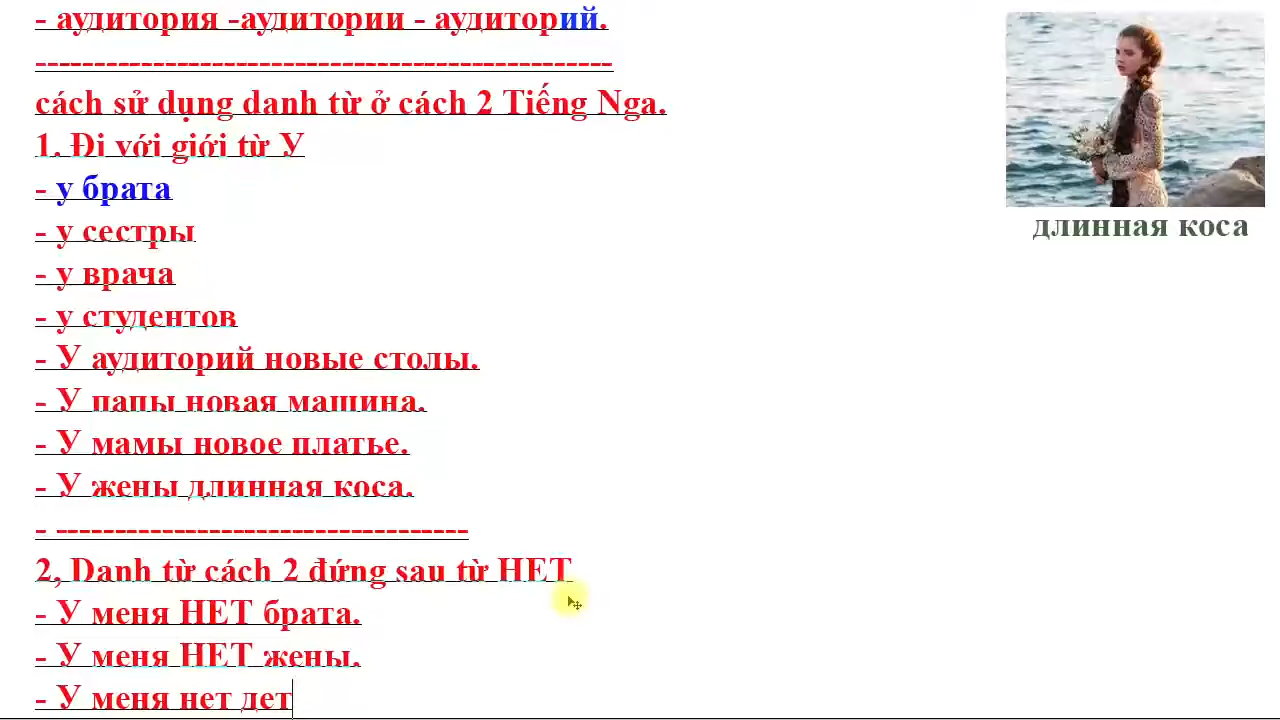 - аудитория -аудитории - аудиторий.
-------------------------------------------------
cách sử dụng danh từ ở cách 2 Tiếng Nga.
1. Đi với giới từ У
- у брата
- у сестры
- у врача
- у студентов
- У аудиторий новые столы.
- У папы новая машина.
- У мамы новое платье.
- У жены длинная коса.
- -----------------------------------
2, Danh từ cách 2 đứng sau từ НЕТ
- У меня НЕТ брата.
- У меня НЕТ жены.
- У меня нет дет
длинная коса